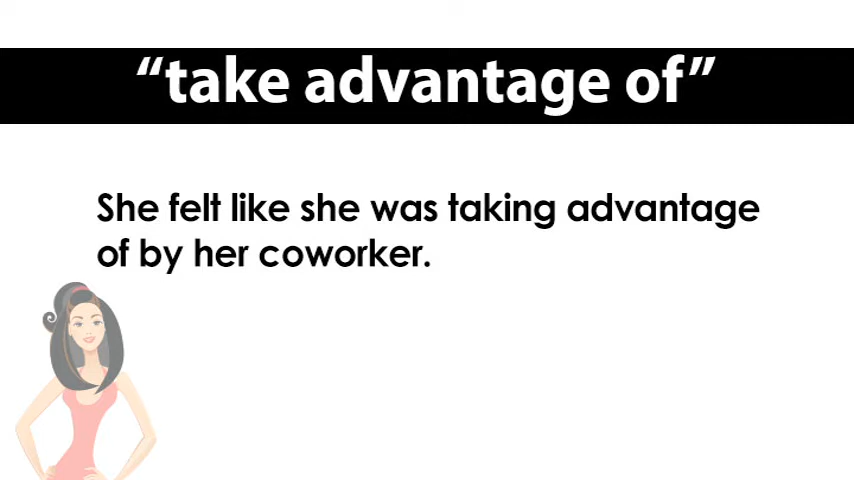 “take advantage of”
She felt like she was taking advantage
of by her coworker.